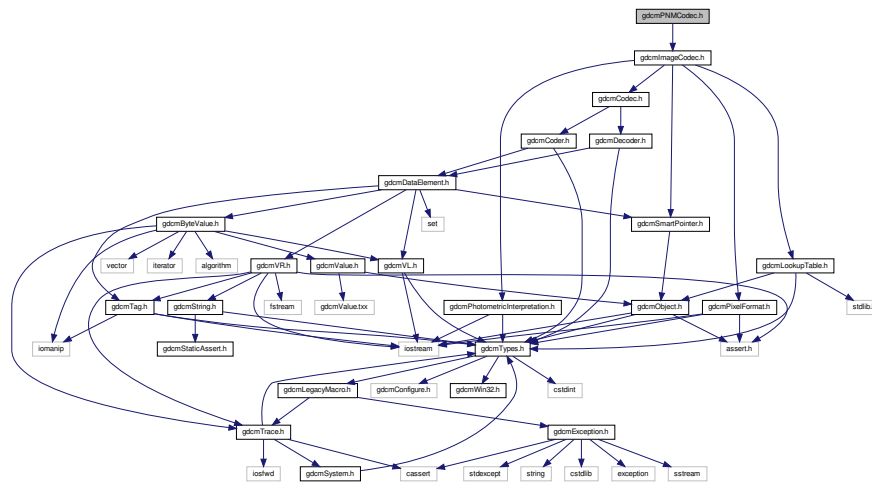 gdcmPNMCodec.h
gdcmImageCodec.h
gdcmCodec.h
gdcmCoder.h
gdcmDecoder.h
gdcmDataElement.h
gdcmByteValue.h
set
gdcmSmartPointer.h
vector
iterator
algorithm
gdcmVR.h
gdcmValue.h
gdcmVL.h
gdcmLookupTable.h
gdcmTag.h
gdcmString.h
fstream
gdcmValue.txx
gdcmPhotometricInterpretation.h
gdcmObject.h
gdcmPixelFormat.h
stdlib.h
iomanip
gdcmStaticAssert.h
iostream
gdcmTypes.h
assert.h
gdcmLegacyMacro.h
gdcmConfigure.h
gdcmWin32.h
cstdint
gdcmTrace.h
gdcmException.h
iosfwd
gdcmSystem.h
cassert
stdexcept
string
cstdlib
exception
sstream